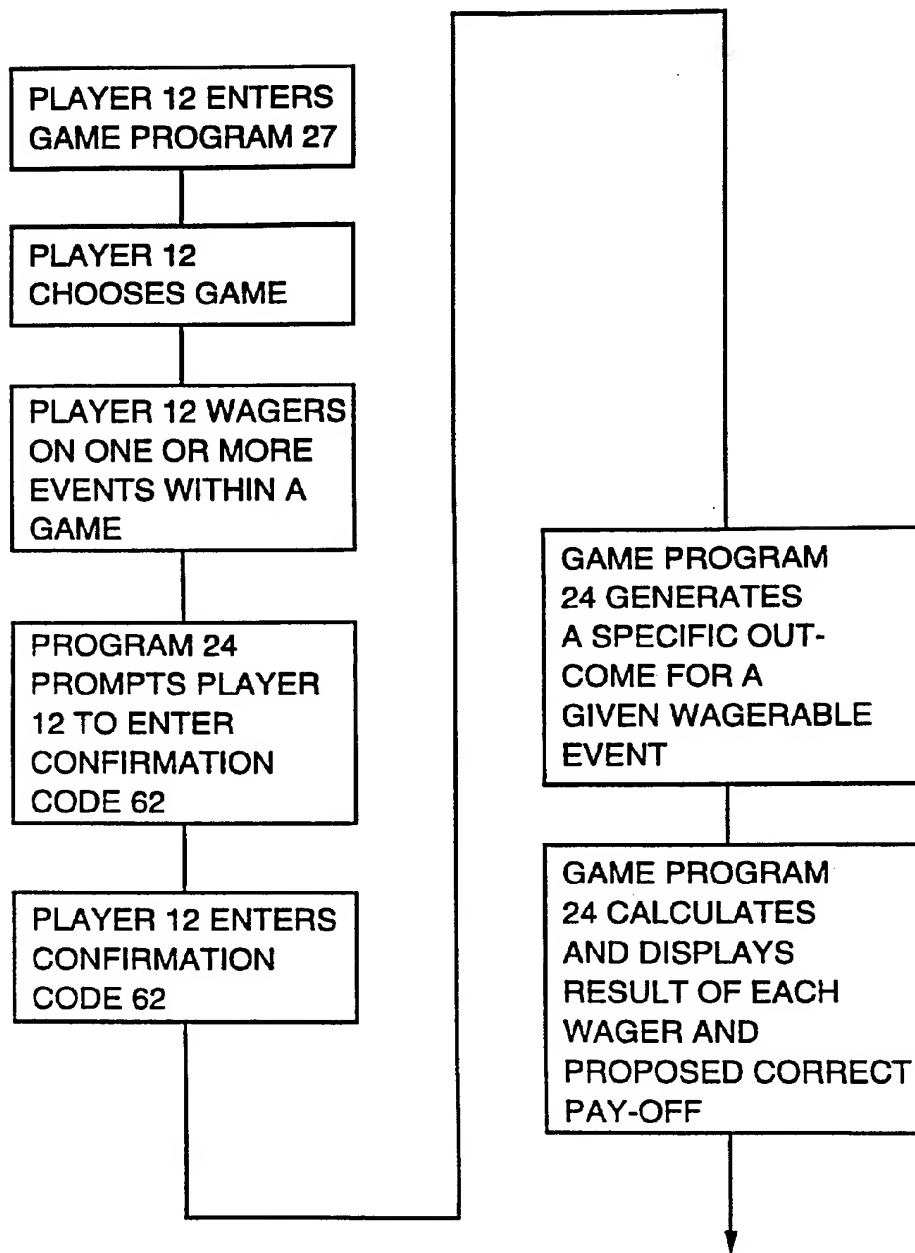 PLAYER 12 ENTERS
GAME PROGRAM 27
PLAYER 12
CHOOSES GAME
PLAYER 12 WAGERS
ON ONE OR MORE
EVENTS WITHIN A
GAME
PROGRAM 24
PROMPTS PLAYER
12 TO ENTER
CONFIRMATION
CODE 62
PLAYER 12 ENTERS
CONFIRMATION
CODE 62
GAME PROGRAM
24 GENERATES
A SPECIFIC OUT-
COME FOR A
GIVEN WAGERABLE
EVENT
GAME PROGRAM
24 CALCULATES
AND DISPLAYS
RESULT OF EACH
WAGER AND
PROPOSED CORRECT
PAY-OFF